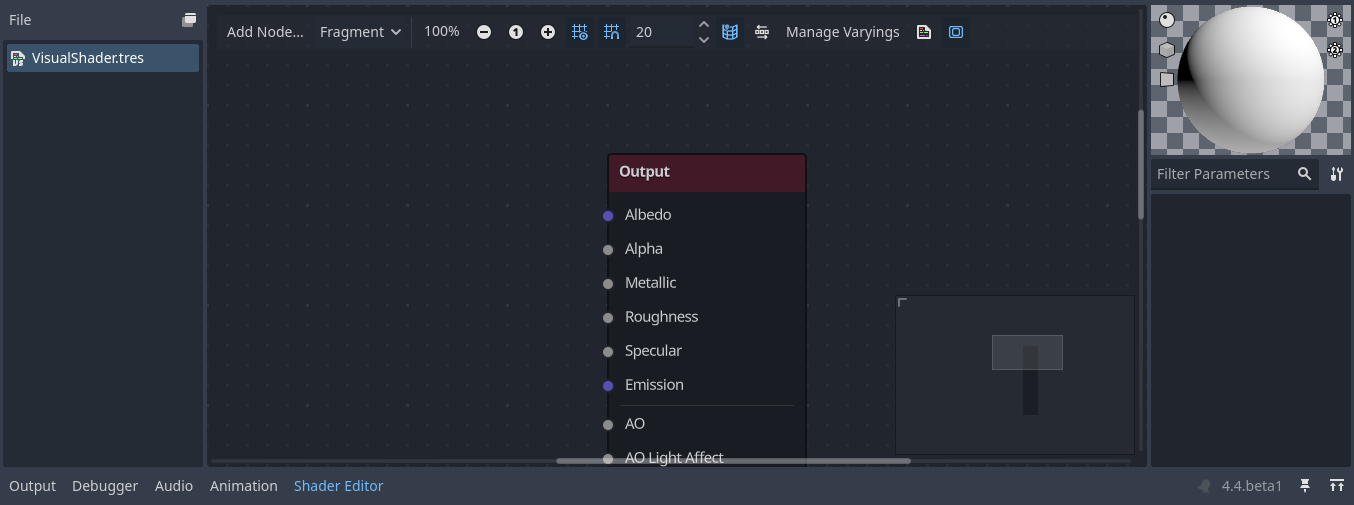 File
VisualShader.tres
Add Node... Fragment 100% 20 Manage Varyings
Output
Albedo
Alpha
Metallic
Roughness
Specular
Emission
AO
AO Light Affect
Filter Parameters
Output Debugger Audio Animation Shader Editor 4.4.beta1